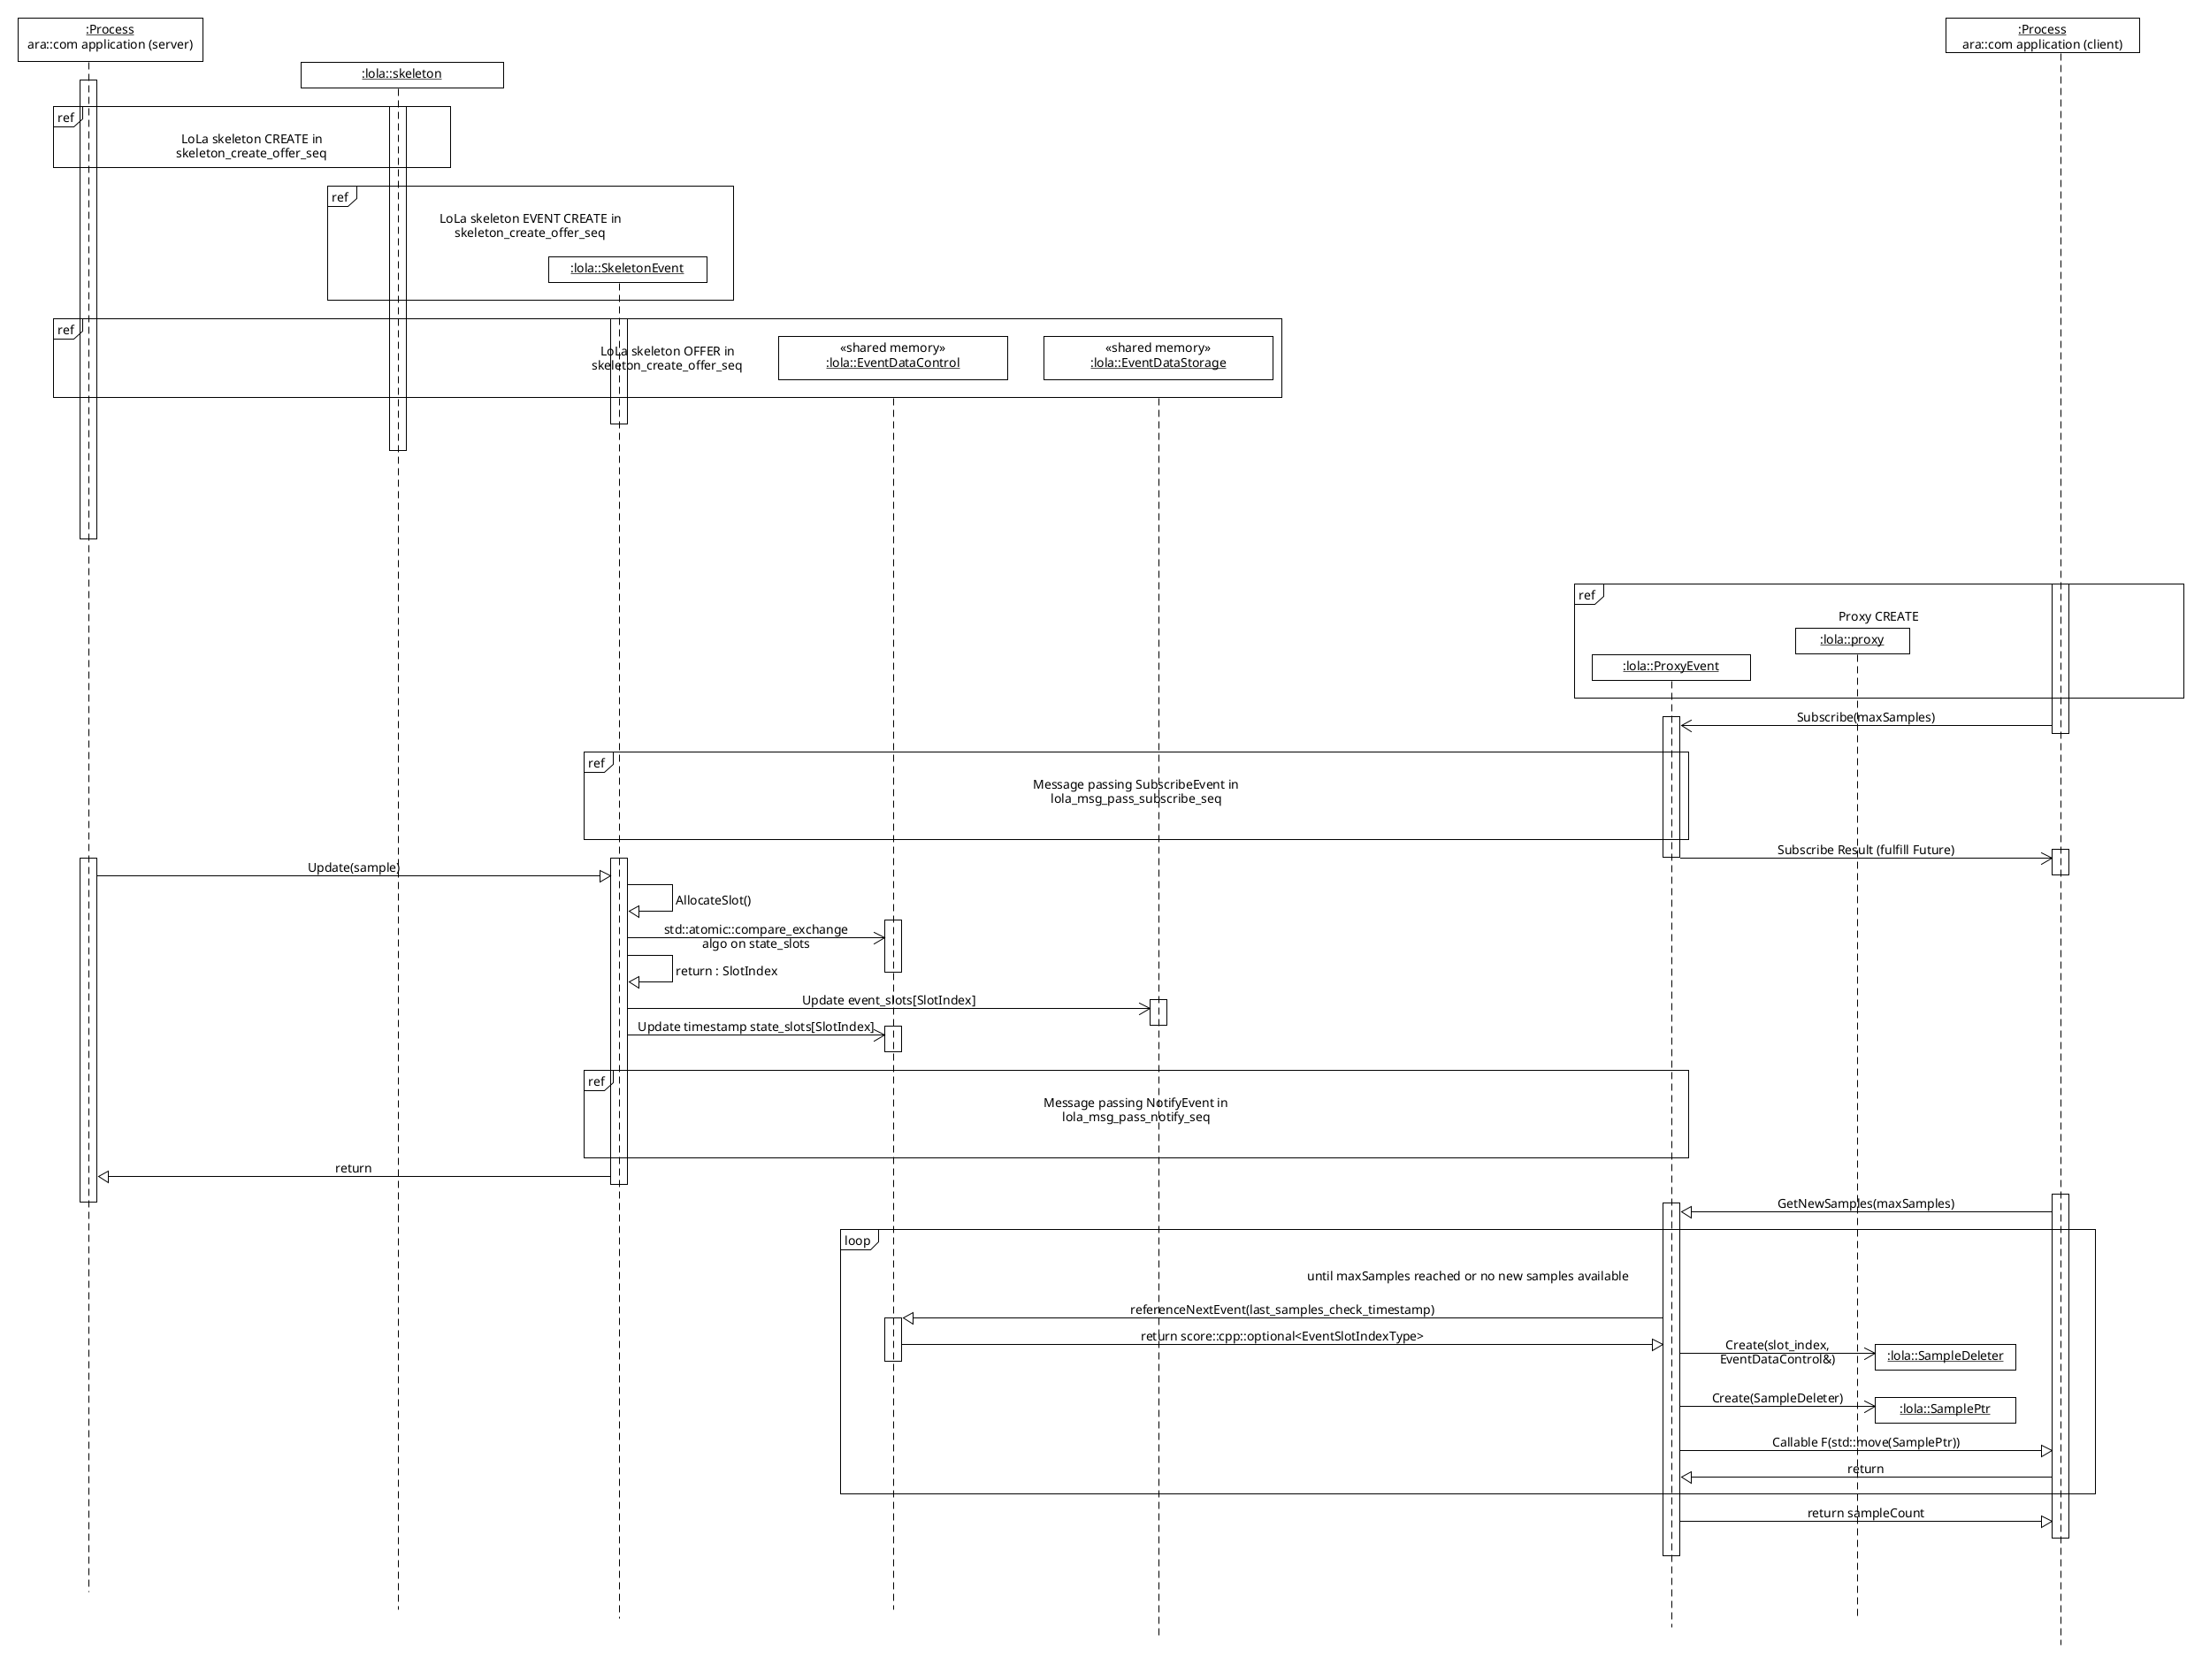 :Process
ara::com application (server)
:Process
ara::com application (client)
:lola::skeleton
ref
LoLa skeleton CREATE in
skeleton_create_offer_seq
ref
LoLa skeleton EVENT CREATE in
skeleton_create_offer_seq
:lola::SkeletonEvent
ref
LoLa skeleton OFFER in
skeleton_create_offer_seq
«shared memory»
:lola::EventDataControl
«shared memory»
:lola::EventDataStorage
ref
Proxy CREATE
:lola::proxy
:lola::ProxyEvent
Subscribe(maxSamples)
ref
Message passing SubscribeEvent in
lola_msg_pass_subscribe_seq
Subscribe Result (fulfill Future)
Update(sample)
AllocateSlot()
std::atomic::compare_exchange
algo on state_slots
return : SlotIndex
Update event_slots[SlotIndex]
Update timestamp state_slots[SlotIndex]
ref
Message passing NotifyEvent in
lola_msg_pass_notify_seq
return
GetNewSamples(maxSamples)
loop
until maxSamples reached or no new samples available
referenceNextEvent(last_samples_check_timestamp)
return score::cpp::optional<EventSlotIndexType>
Create(slot_index,
EventDataControl&)
:lola::SampleDeleter
Create(SampleDeleter)
:lola::SamplePtr
Callable F(std::move(SamplePtr))
return
return sampleCount